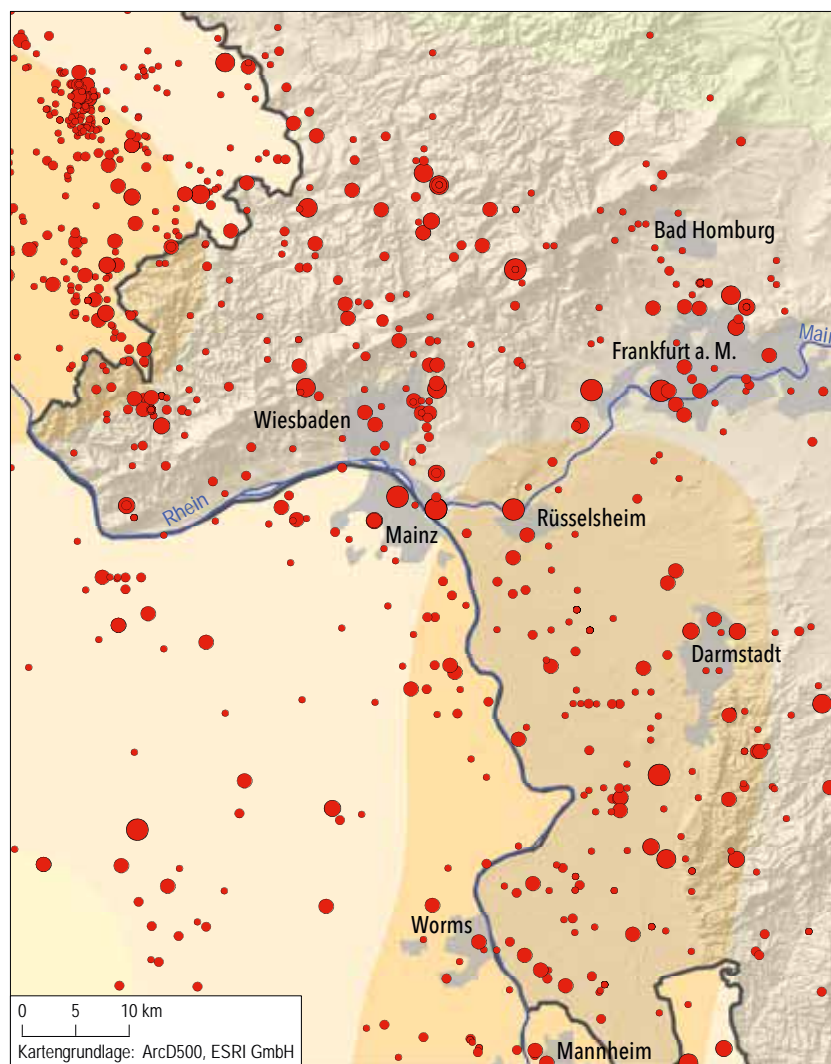 Bad Homburg
Main
Frankfurt a. M.
Wiesbaden
Rhein
Mainz
Rüsselsheim
Darmstadt
Worms
Mannheim
0 5 10 km
Kartengrundlage: ArcD500, ESRI GmbH